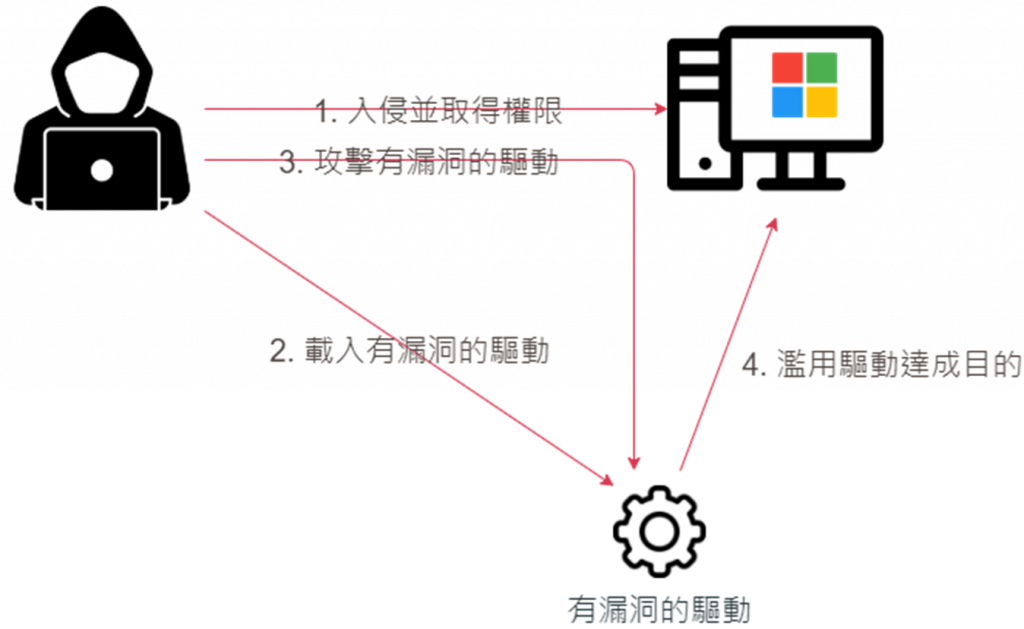 1. 入侵並取得權限
3. 攻擊有漏洞的驅動
2. 載入有漏洞的驅動
4. 濫用驅動達成目的
有漏洞的驅動